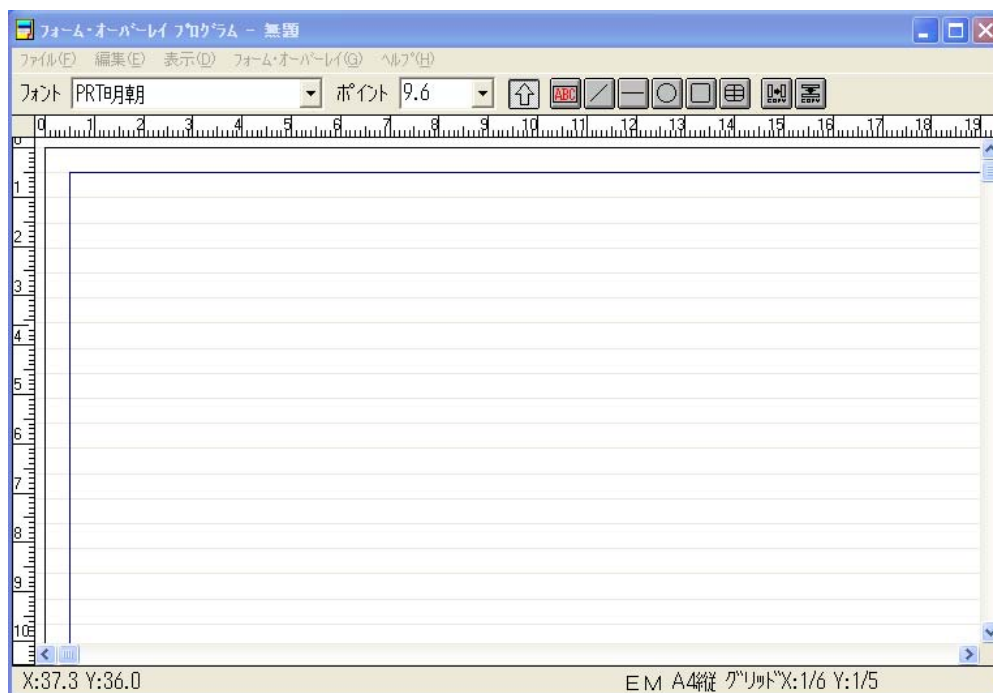 フォーム・オーバーレイ プログラム - 無題
ファイル(F) 編集(E) 表示(D) フォーム・オーバーレイ(G) ヘルプ(H)
フォント PRT明朝 ポイント 9.6 ABC COPY COPY
0 1 2 3 4 5 6 7 8 9 10 11 12 13 14 15 16 17 18 19
0
1
2
3
4
5
6
7
8
9
10
X:37.3 Y:36.0 EM A4縦 グリッドX:1/6 Y:1/5